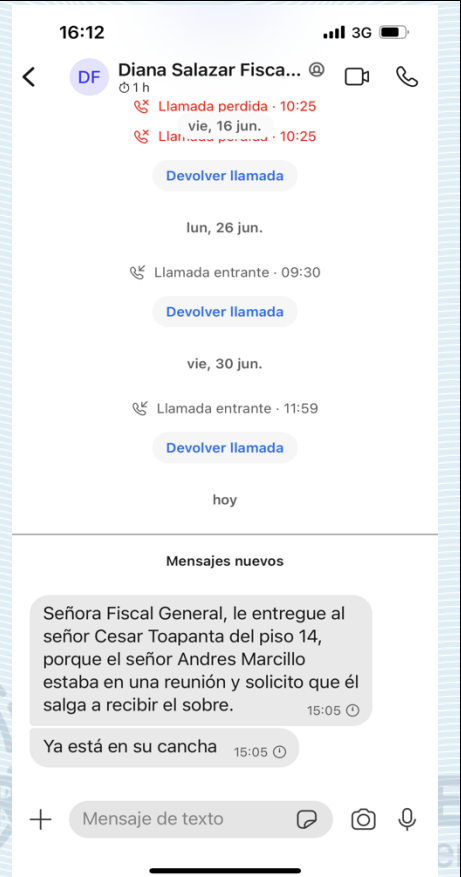 16:12
3G
DF
Diana Salazar Fisca...
1 h
Llamada perdida · 10:25
vie, 16 jun.
Llamada perdida · 10:25
Devolver llamada
lun, 26 jun.
Llamada entrante · 09:30
Devolver llamada
vie, 30 jun.
Llamada entrante · 11:59
Devolver llamada
hoy
Mensajes nuevos
Señora Fiscal General, le entregue al
señor Cesar Toapanta del piso 14,
porque el señor Andres Marcillo
estaba en una reunión y solicito que él
salga a recibir el sobre.
15:05
Ya está en su cancha
15:05
Mensaje de texto